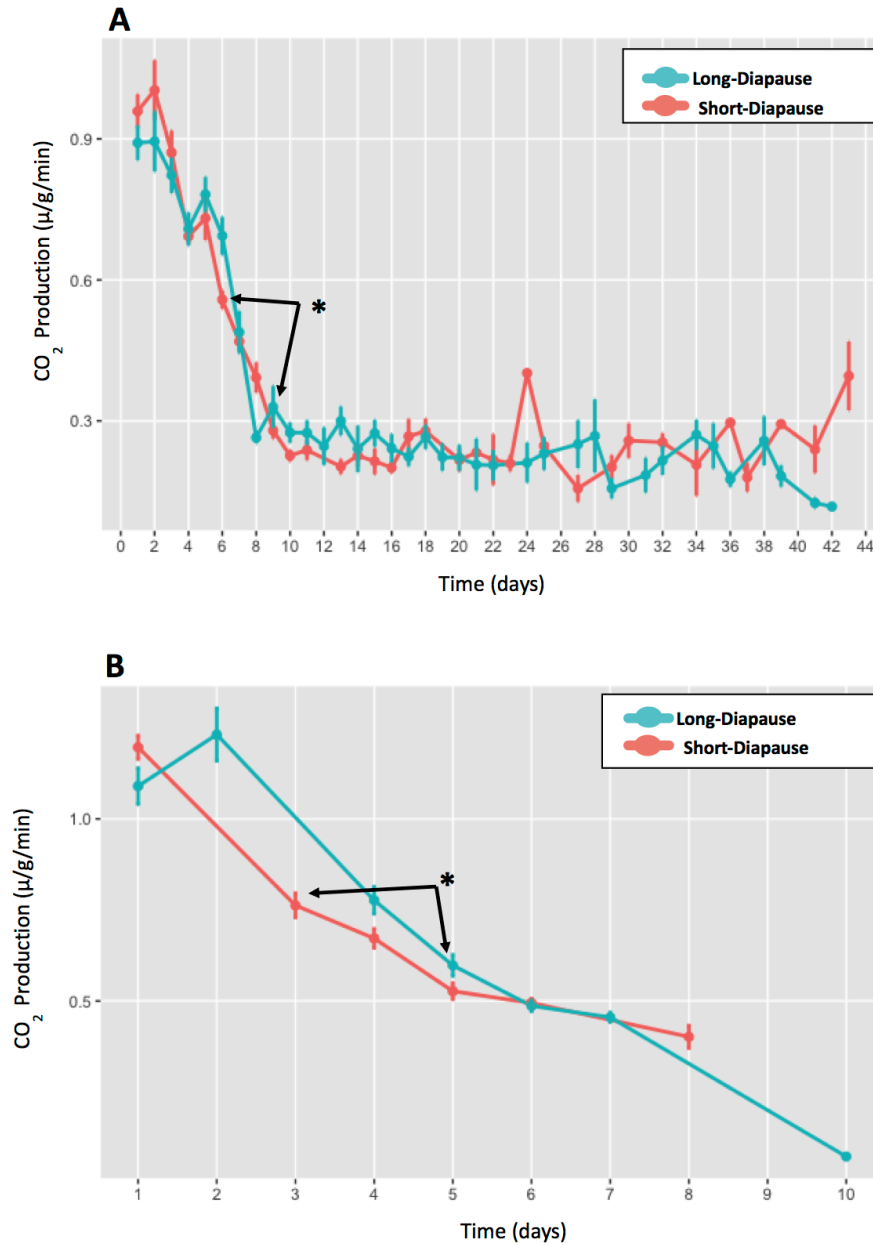 A
Long-Diapause
Short-Diapause
0.9
0.6
0.3
CO2 Production (μ/g/min)
*
0 2 4 6 8 10 12 14 16 18 20 22 24 26 28 30 32 34 36 38 40 42 44
Time (days)
B
Long-Diapause
Short-Diapause
1.0
0.5
CO2 Production (μ/g/min)
*
1 2 3 4 5 6 7 8 9 10
Time (days)